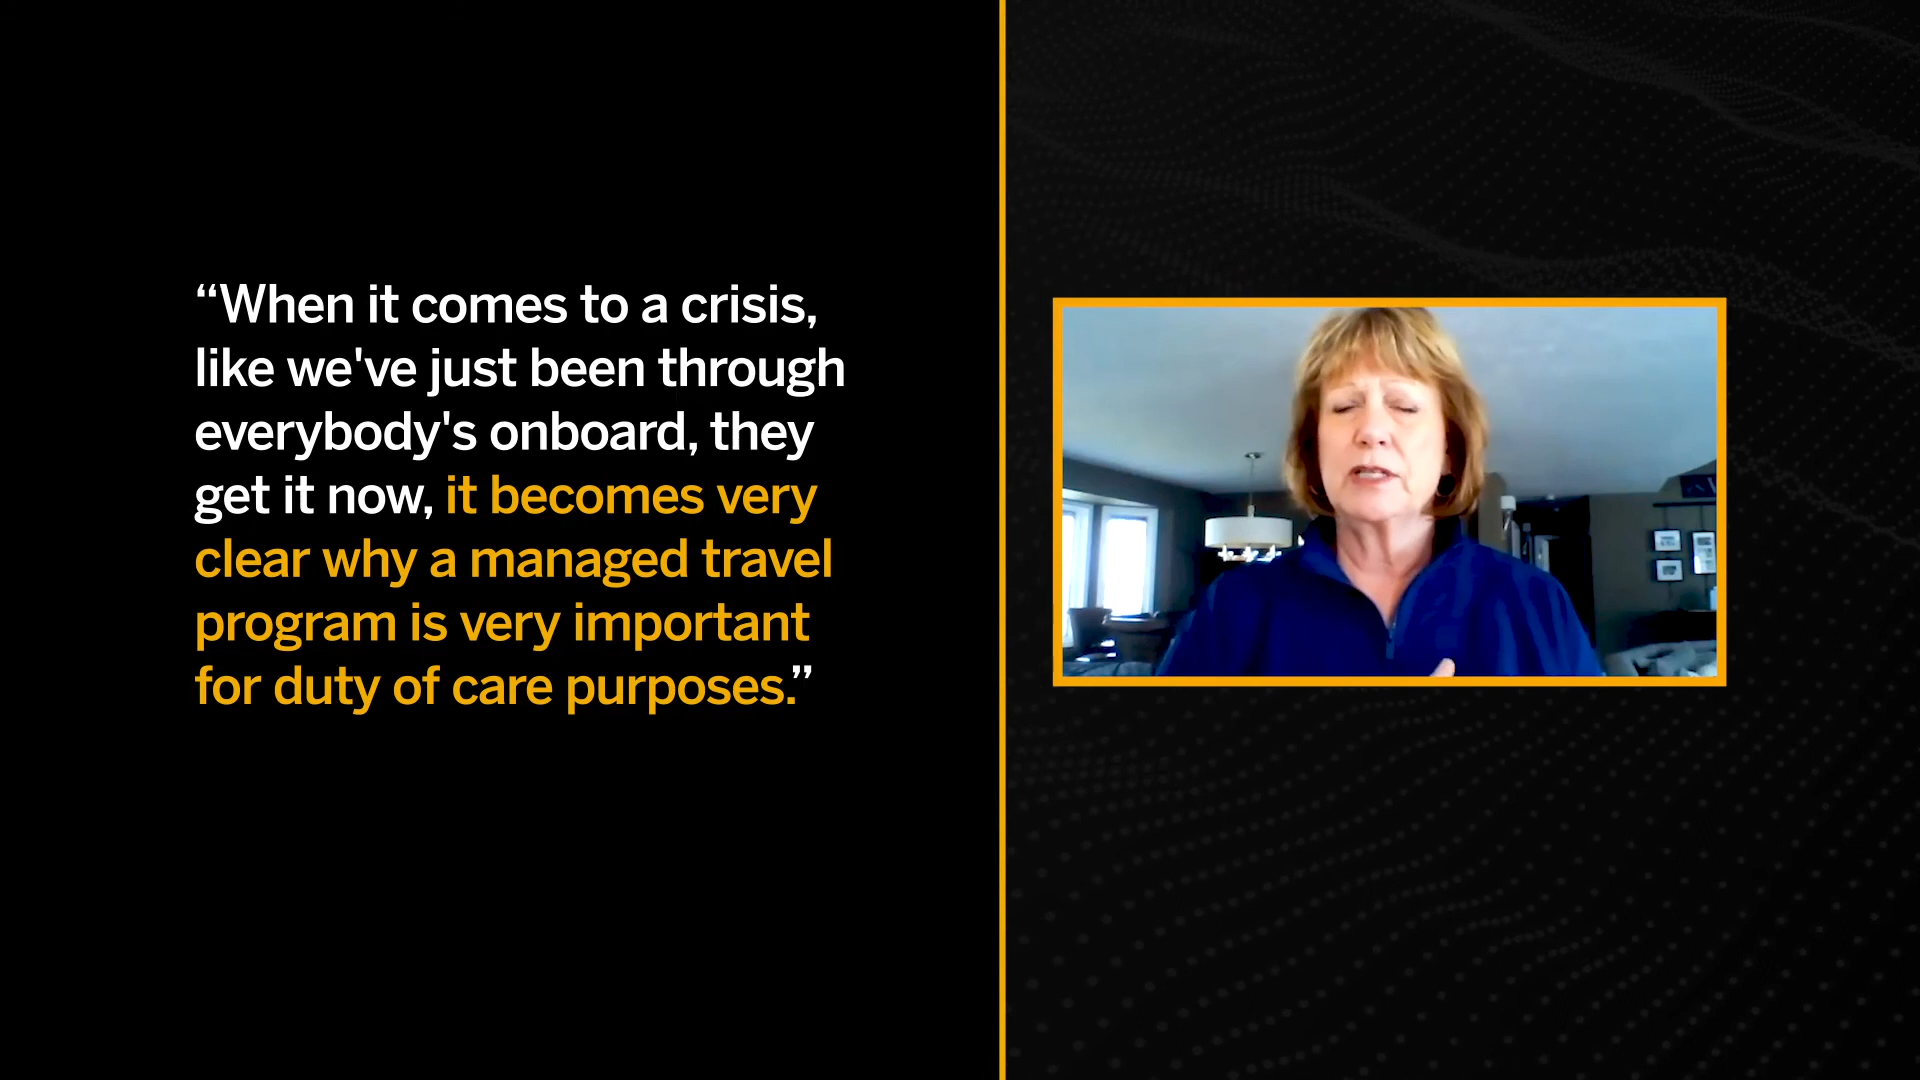 “When it comes to a crisis,
like we've just been through
everybody's onboard, they
get it now, it becomes very
clear why a managed travel
program is very important
for duty of care purposes.”